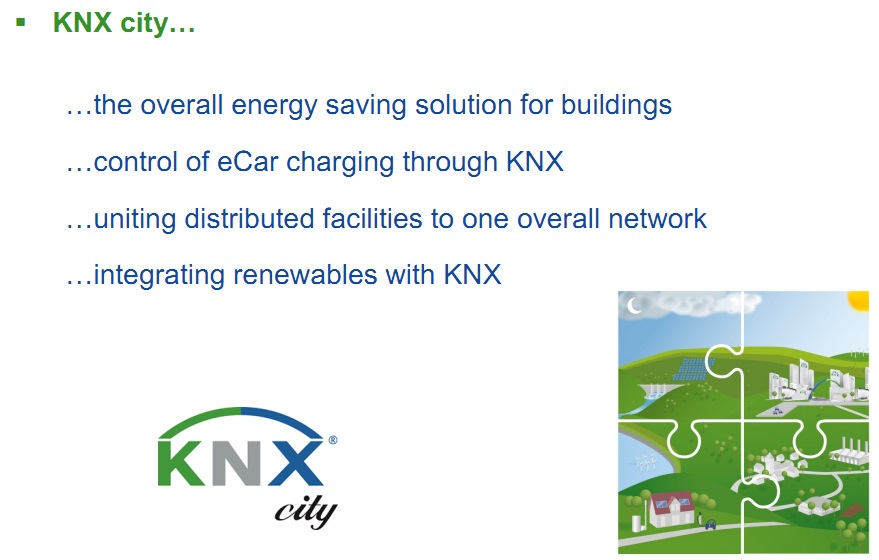 ▪ KNX city…
…the overall energy saving solution for buildings
…control of eCar charging through KNX
…uniting distributed facilities to one overall network
…integrating renewables with KNX
KNX®
city